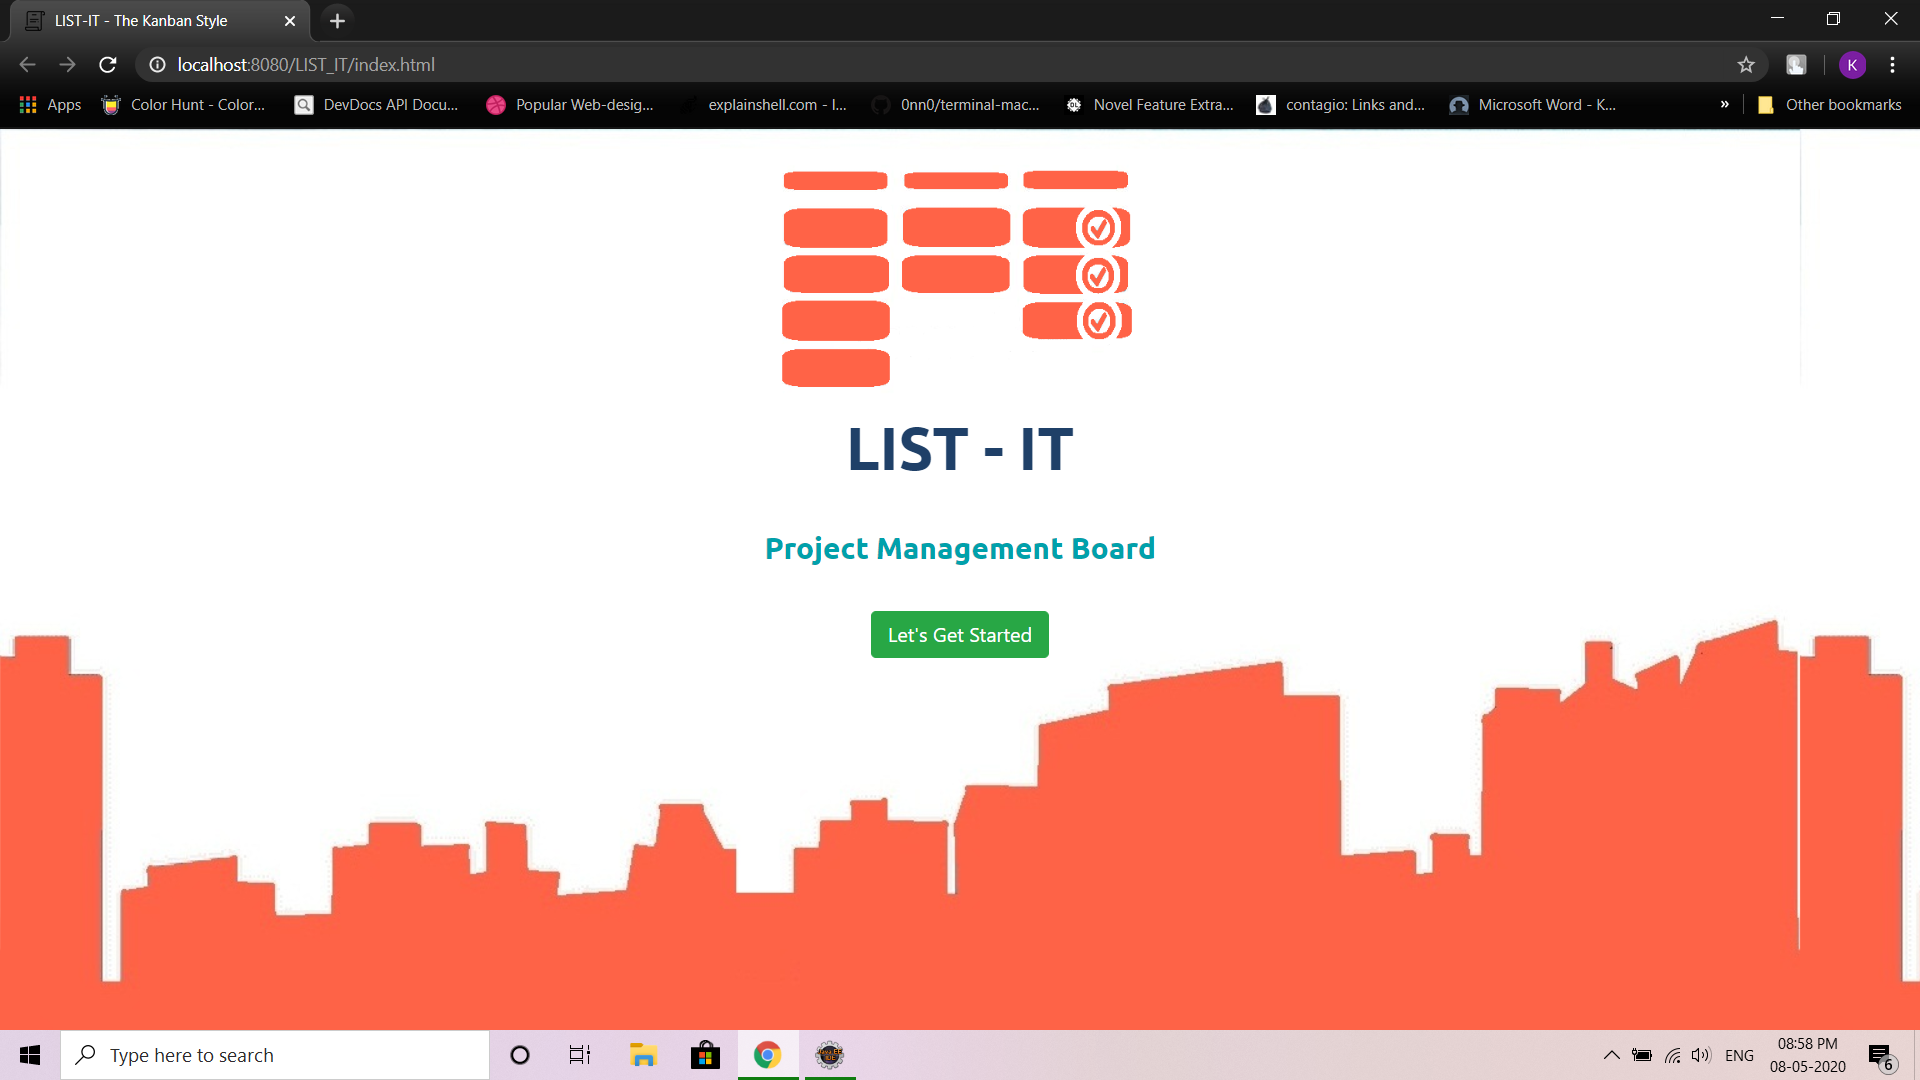 LIST-IT - The Kanban Style
localhost:8080/LIST_IT/index.html
K
Apps
Color Hunt - Color...
DevDocs API Docu...
Popular Web-desig...
explainshell.com - I...
0nn0/terminal-mac...
Novel Feature Extra...
contagio: Links and...
Microsoft Word - K...
»
Other bookmarks
LIST - IT
Project Management Board
Let's Get Started
Type here to search
ENG
08:58 PM
08-05-2020
6